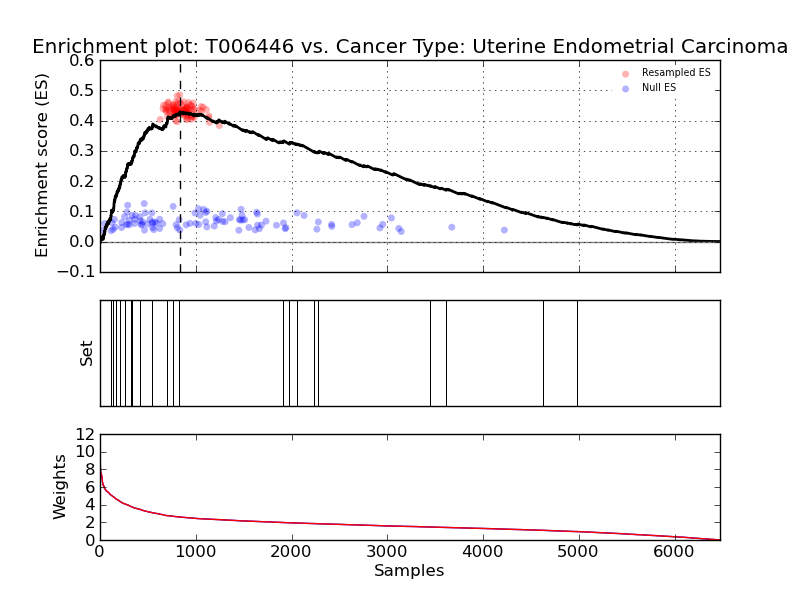 Enrichment plot: T006446 vs. Cancer Type: Uterine Endometrial Carcinoma
Enrichment score (ES)
0.6
0.5
0.4
0.3
0.2
0.1
0.0
−0.1
Resampled ES
Null ES
Set
Weights
12
10
8
6
4
2
0
0 1000 2000 3000 4000 5000 6000
Samples